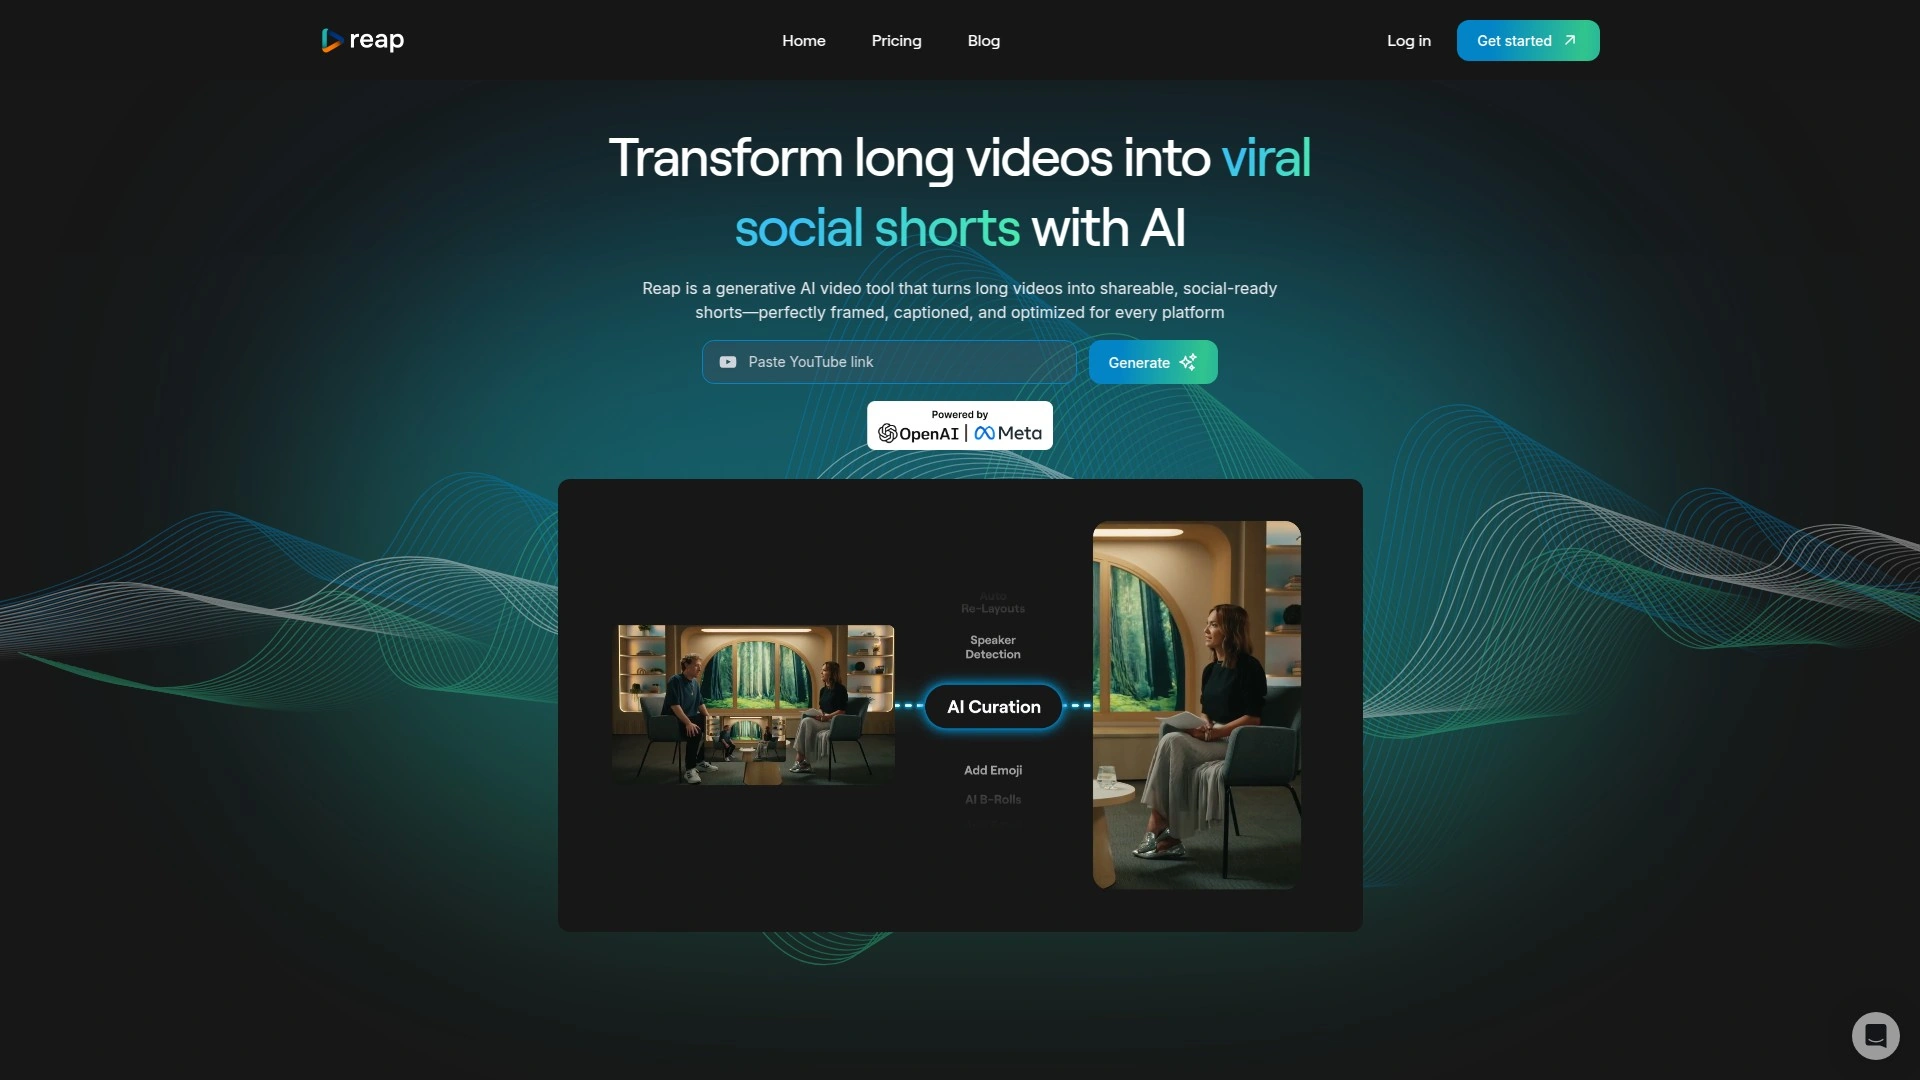 reap
Home
Pricing
Blog
Log in
Get started
Transform long videos into viral
social shorts with AI
Reap is a generative AI video tool that turns long videos into shareable, social-ready
shorts—perfectly framed, captioned, and optimized for every platform
Paste YouTube link
Generate
Powered by
OpenAI | Meta
Auto
Re-Layouts
Speaker
Detection
AI Curation
Add Emoji
AI B-Rolls